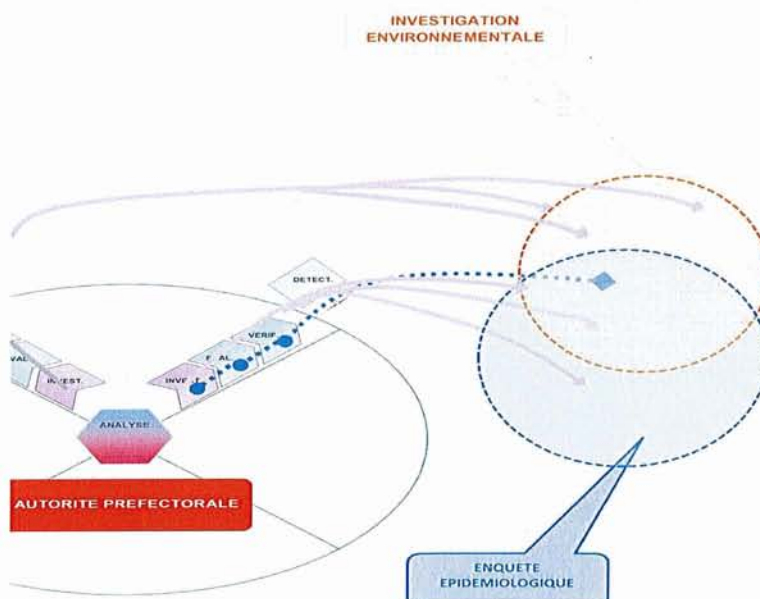 INVESTIGATION
ENVIRONNEMENTALE
DETECT.
VERIF
ANALYSE
AUTORITE PREFECTORALE
ENQUETE
EPIDEMIOLOGIQUE